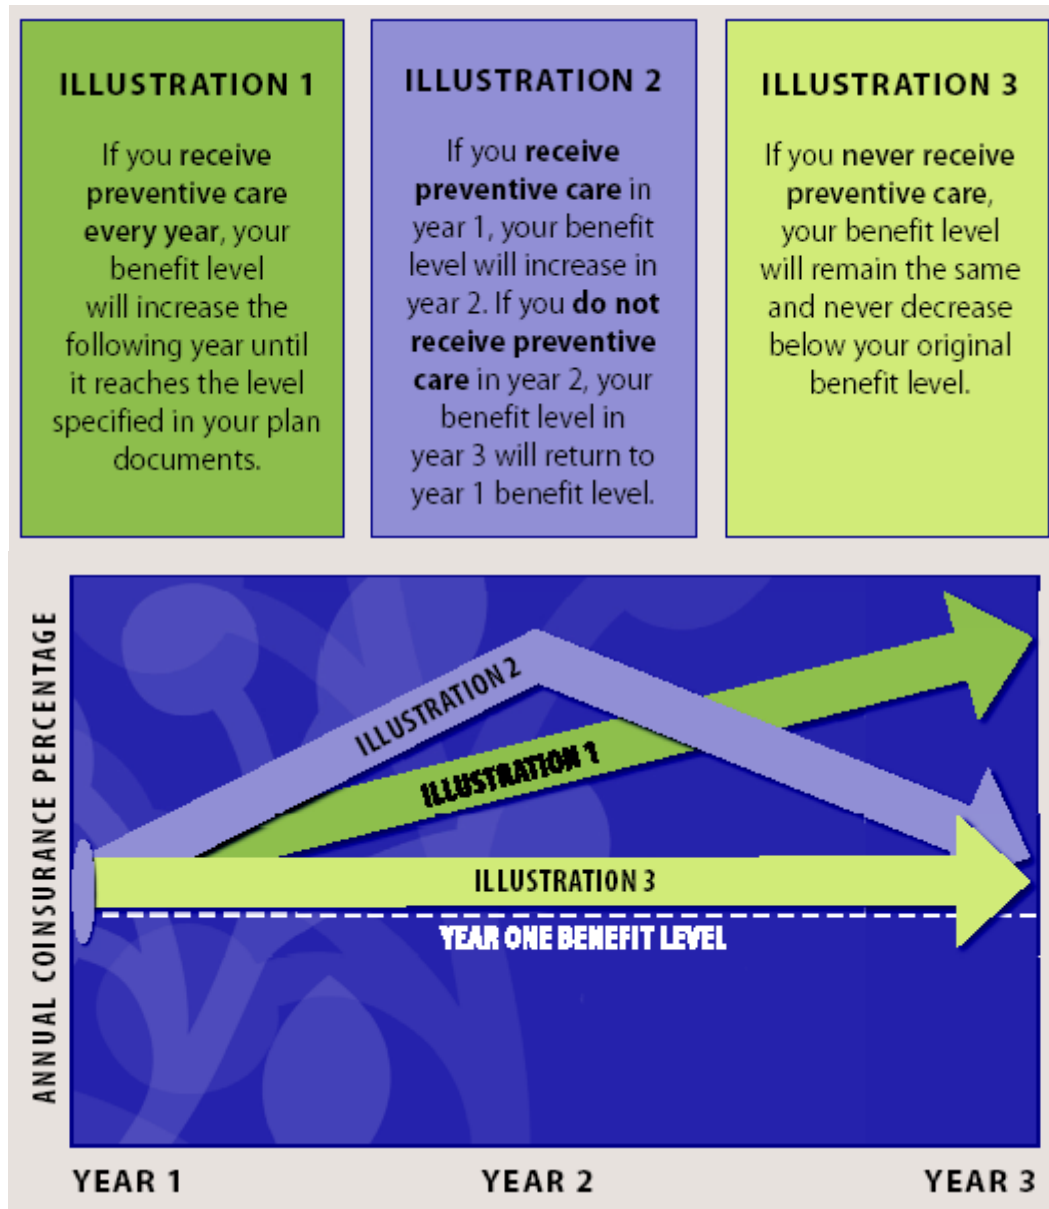 ILLUSTRATION 1
If you receive
preventive care
every year, your
benefit level
will increase the
following year until
it reaches the level
specified in your plan
documents.
ILLUSTRATION 2
If you receive
preventive care in
year 1, your benefit
level will increase in
year 2. If you do not
receive preventive
care in year 2, your
benefit level in
year 3 will return to
year 1 benefit level.
ILLUSTRATION 3
If you never receive
preventive care,
your benefit level
will remain the same
and never decrease
below your original
benefit level.
ANNUAL COINSURANCE PERCENTAGE
ILLUSTRATION 2
ILLUSTRATION 1
ILLUSTRATION 3
YEAR ONE BENEFIT LEVEL
YEAR 1
YEAR 2
YEAR 3